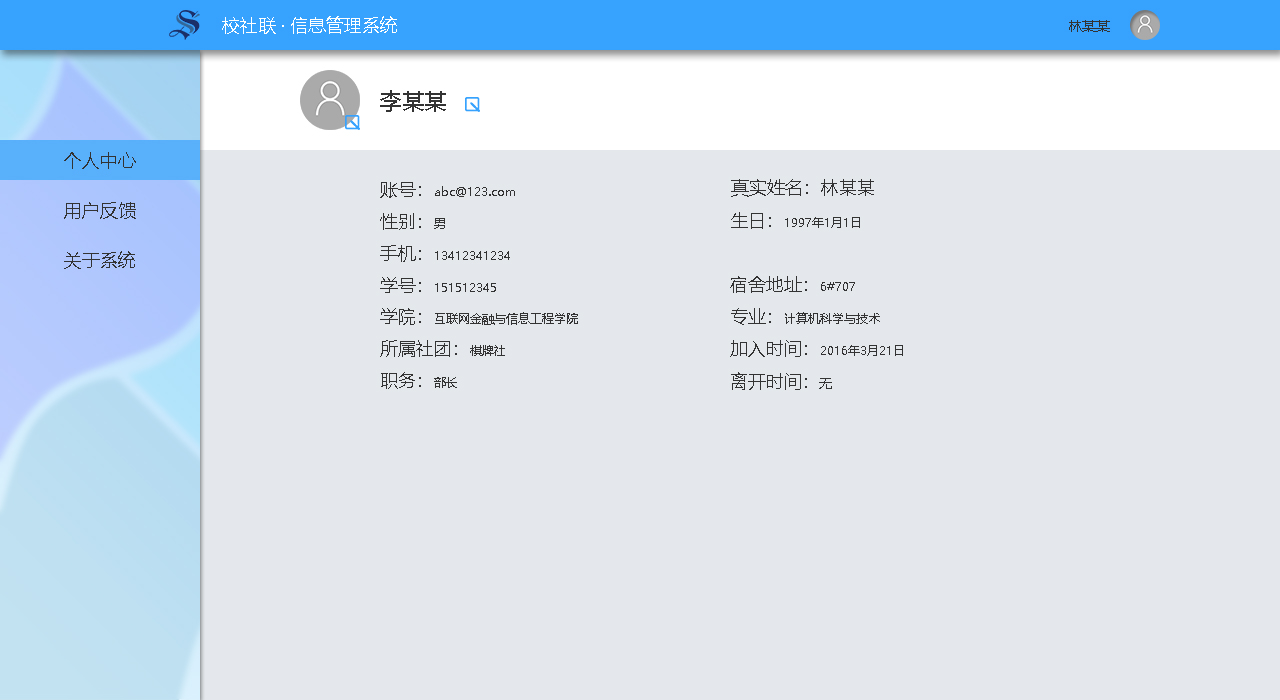 校社联 · 信息管理系统
林某某
李某某
个人中心
用户反馈
关于系统
账号：abc@123.com
真实姓名：林某某
性别：男
生日：1997年1月1日
手机：13412341234
学号：151512345
宿舍地址：6#707
学院：互联网金融与信息工程学院
专业：计算机科学与技术
所属社团：棋牌社
加入时间：2016年3月21日
职务：部长
离开时间：无